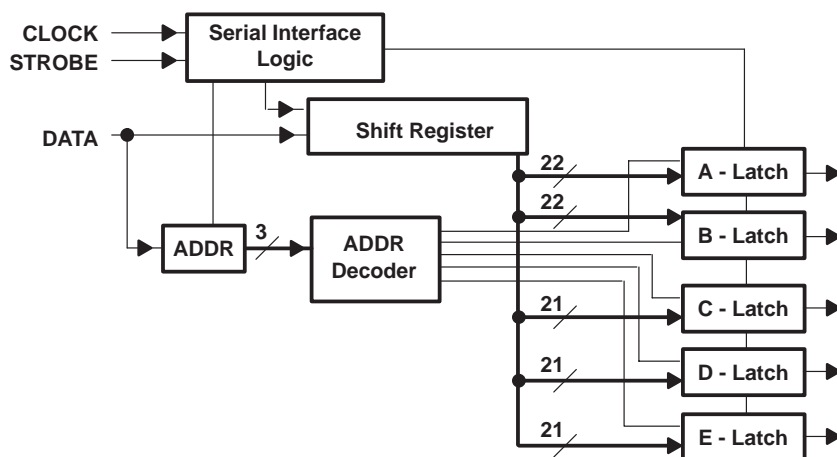 CLOCK
STROBE
Serial Interface
Logic
DATA
Shift Register
22
A - Latch
22
B - Latch
ADDR
3
ADDR
Decoder
21
C - Latch
21
D - Latch
21
E - Latch